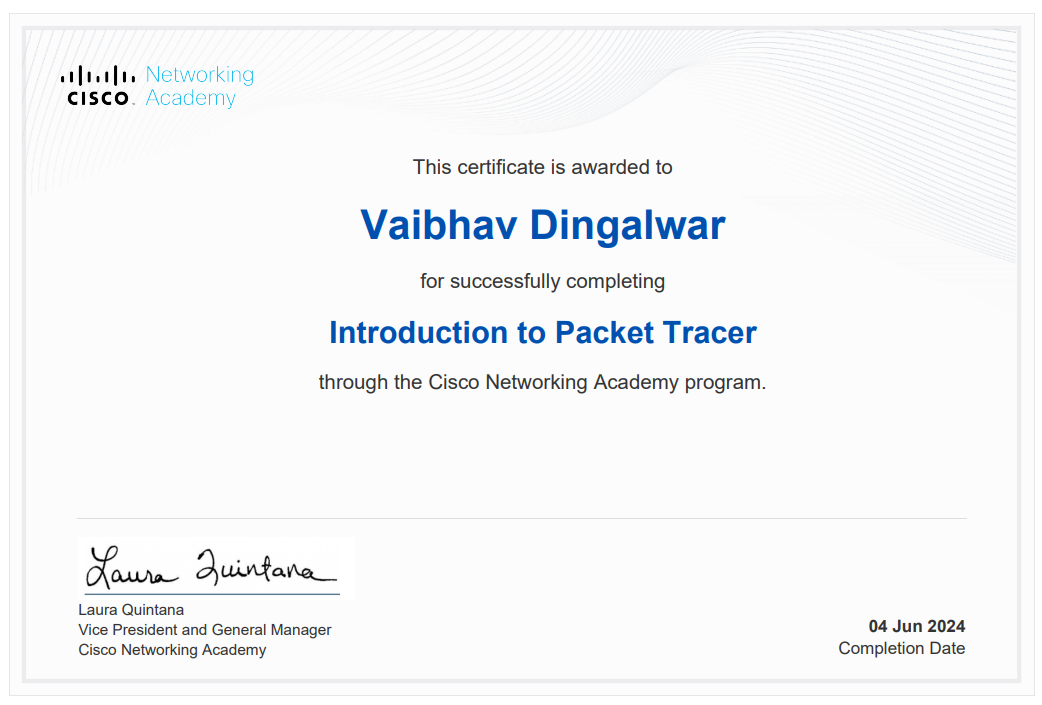 CISCO Networking Academy
This certificate is awarded to
Vaibhav Dingalwar
for successfully completing
Introduction to Packet Tracer
through the Cisco Networking Academy program.
Laura Quintana
Laura Quintana
Vice President and General Manager
Cisco Networking Academy
04 Jun 2024
Completion Date